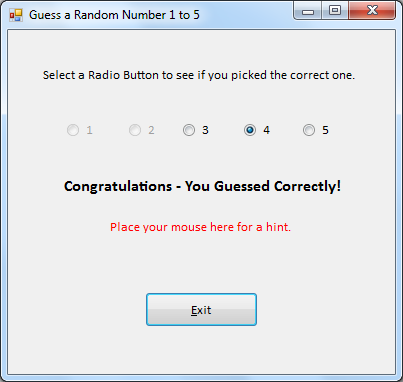 Guess a Random Number 1 to 5
Select a Radio Button to see if you picked the correct one.
1 2 3 4 5
Congratulations - You Guessed Correctly!
Place your mouse here for a hint.
Exit